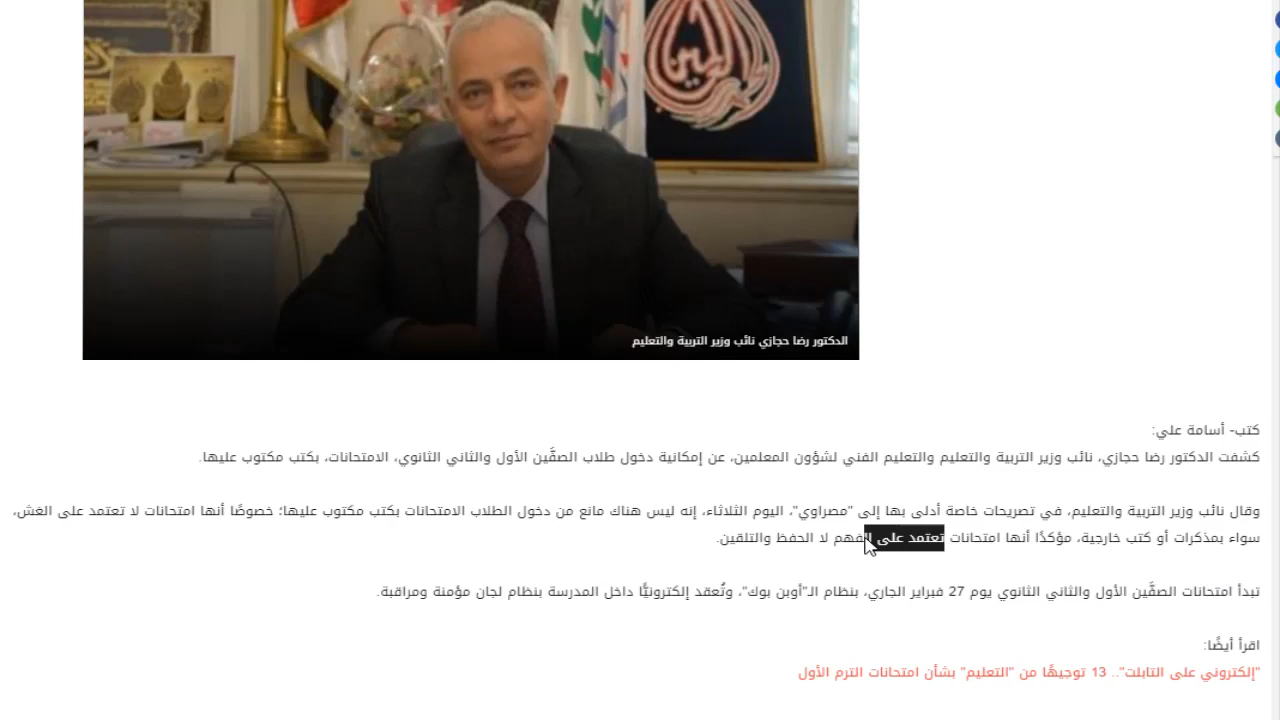 الدكتور رضا حجازي نائب وزير التربية والتعليم
كتب- أسامة علي:
كشفت الدكتور رضا حجازي، نائب وزير التربية والتعليم والتعليم الفني لشؤون المعلمين، عن إمكانية دخول طلاب الصفَّين الأول والثاني الثانوي، الامتحانات، بكتب مكتوب عليها.
وقال نائب وزير التربية والتعليم، في تصريحات خاصة أدلى بها إلى "مصراوي"، اليوم الثلاثاء، إنه ليس هناك مانع من دخول الطلاب الامتحانات بكتب مكتوب عليها؛ خصوصًا أنها امتحانات لا تعتمد على الغش،
سواء بمذكرات أو كتب خارجية، مؤكدًا أنها امتحانات تعتمد على الفهم لا الحفظ والتلقين.
تبدأ امتحانات الصفَّين الأول والثاني الثانوي يوم 27 فبراير الجاري، بنظام الـ"أوبن بوك"، وتُعقد إلكترونيًّا داخل المدرسة بنظام لجان مؤمنة ومراقبة.
اقرأ أيضًا:
"إلكتروني على التابلت".. 13 توجيهًا من "التعليم" بشأن امتحانات الترم الأول